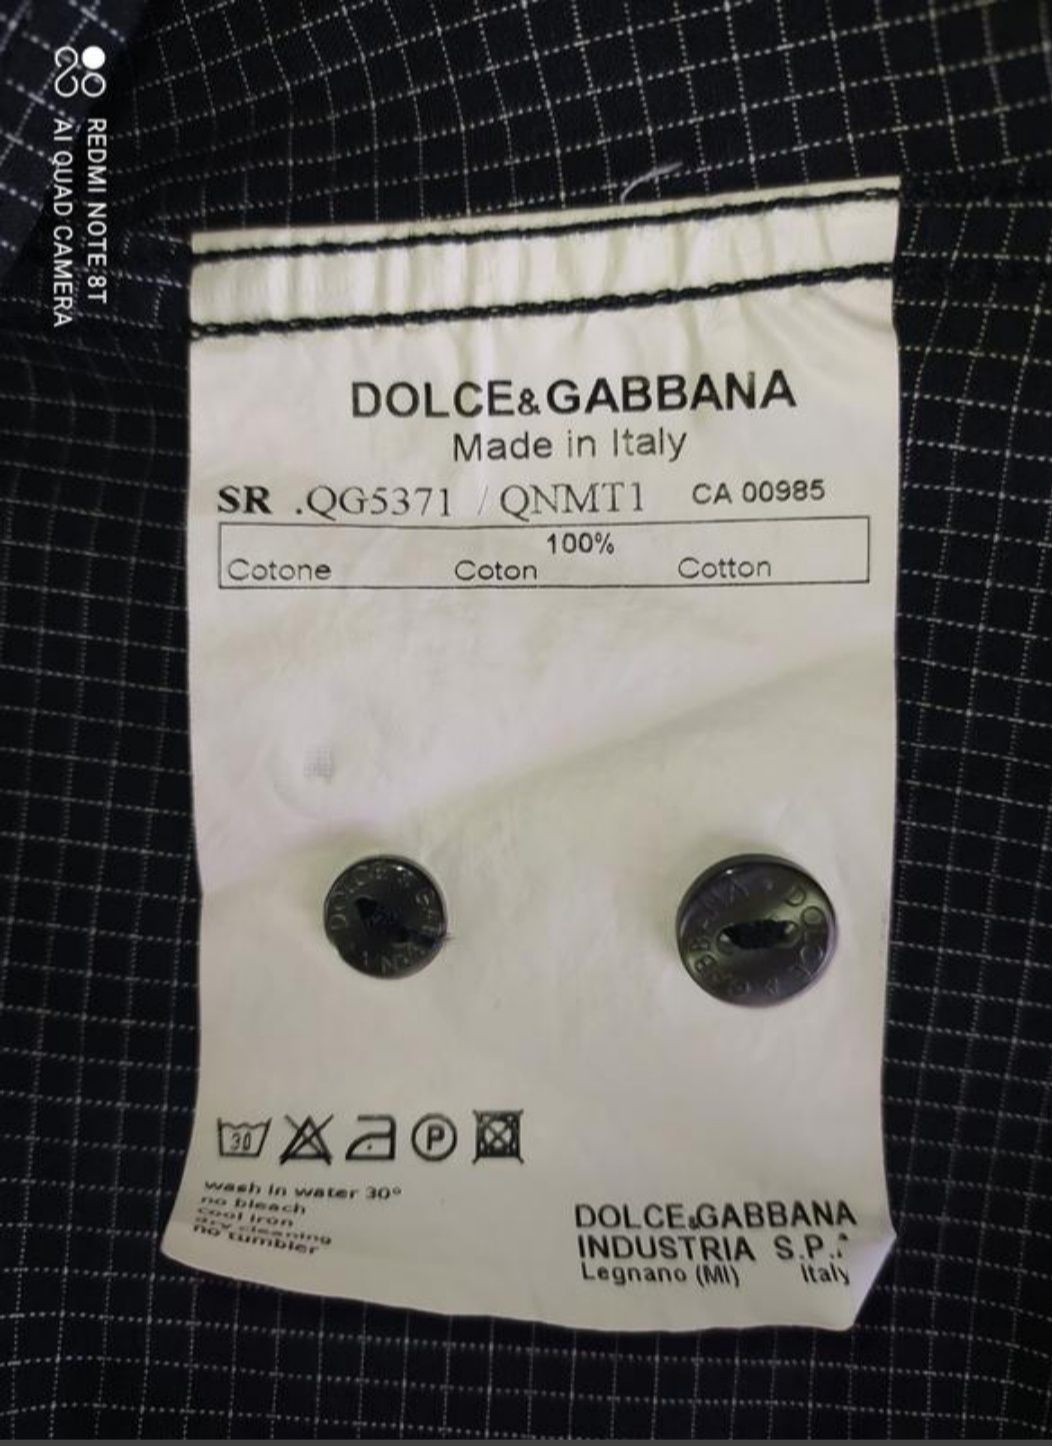 REDMI NOTE 8T
AI QUAD CAMERA
DOLCE&GABBANA
Made in Italy
SR .QG5371 / QNMT1 CA 00985
100%
Cotone Coton Cotton
DOLCE
30 P
wash in water 30°
no bleach
cool iron
dry cleaning
no tumbler
DOLCE&GABBANA
INDUSTRIA S.P.A
Legnano (MI) Italy